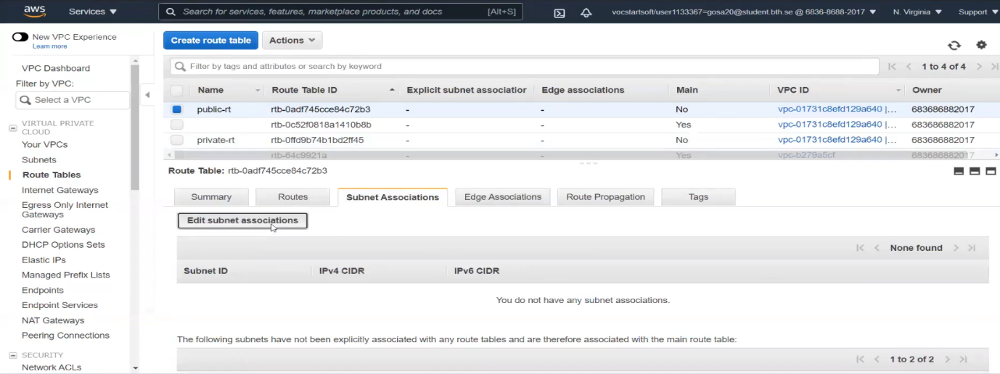 aws Services Search for services, features, marketplace products, and docs [Alt+S] vocstartsoft/user1133367=gosa20@student.bth.se @ 6836-8688-2017 N. Virginia Support
New VPC Experience
Learn more
VPC Dashboard
Filter by VPC:
Select a VPC
VIRTUAL PRIVATE
CLOUD
Your VPCs
Subnets
Route Tables
Internet Gateways
Egress Only Internet
Gateways
Carrier Gateways
DHCP Options Sets
Elastic IPs
Managed Prefix Lists
Endpoints
Endpoint Services
NAT Gateways
Peering Connections
SECURITY
Network ACLs
Create route table Actions
Filter by tags and attributes or search by keyword 1 to 4 of 4
Name Route Table ID Explicit subnet associatior Edge associations Main VPC ID Owner
public-rt rtb-0adf745cce84c72b3 - - No vpc-01731c8efd129a640 |... 683686882017
rtb-0c52f0818a1410b8b - - Yes vpc-01731c8efd129a640 |... 683686882017
private-rt rtb-0ffd9b74b1bd2ff45 - - No vpc-01731c8efd129a640 |... 683686882017
rtb-64c9921a - - Yes vpc-b279a5cf 683686882017
Route Table: rtb-0adf745cce84c72b3
Summary Routes Subnet Associations Edge Associations Route Propagation Tags
Edit subnet associations
None found
Subnet ID IPv4 CIDR IPv6 CIDR
You do not have any subnet associations.
The following subnets have not been explicitly associated with any route tables and are therefore associated with the main route table:
1 to 2 of 2